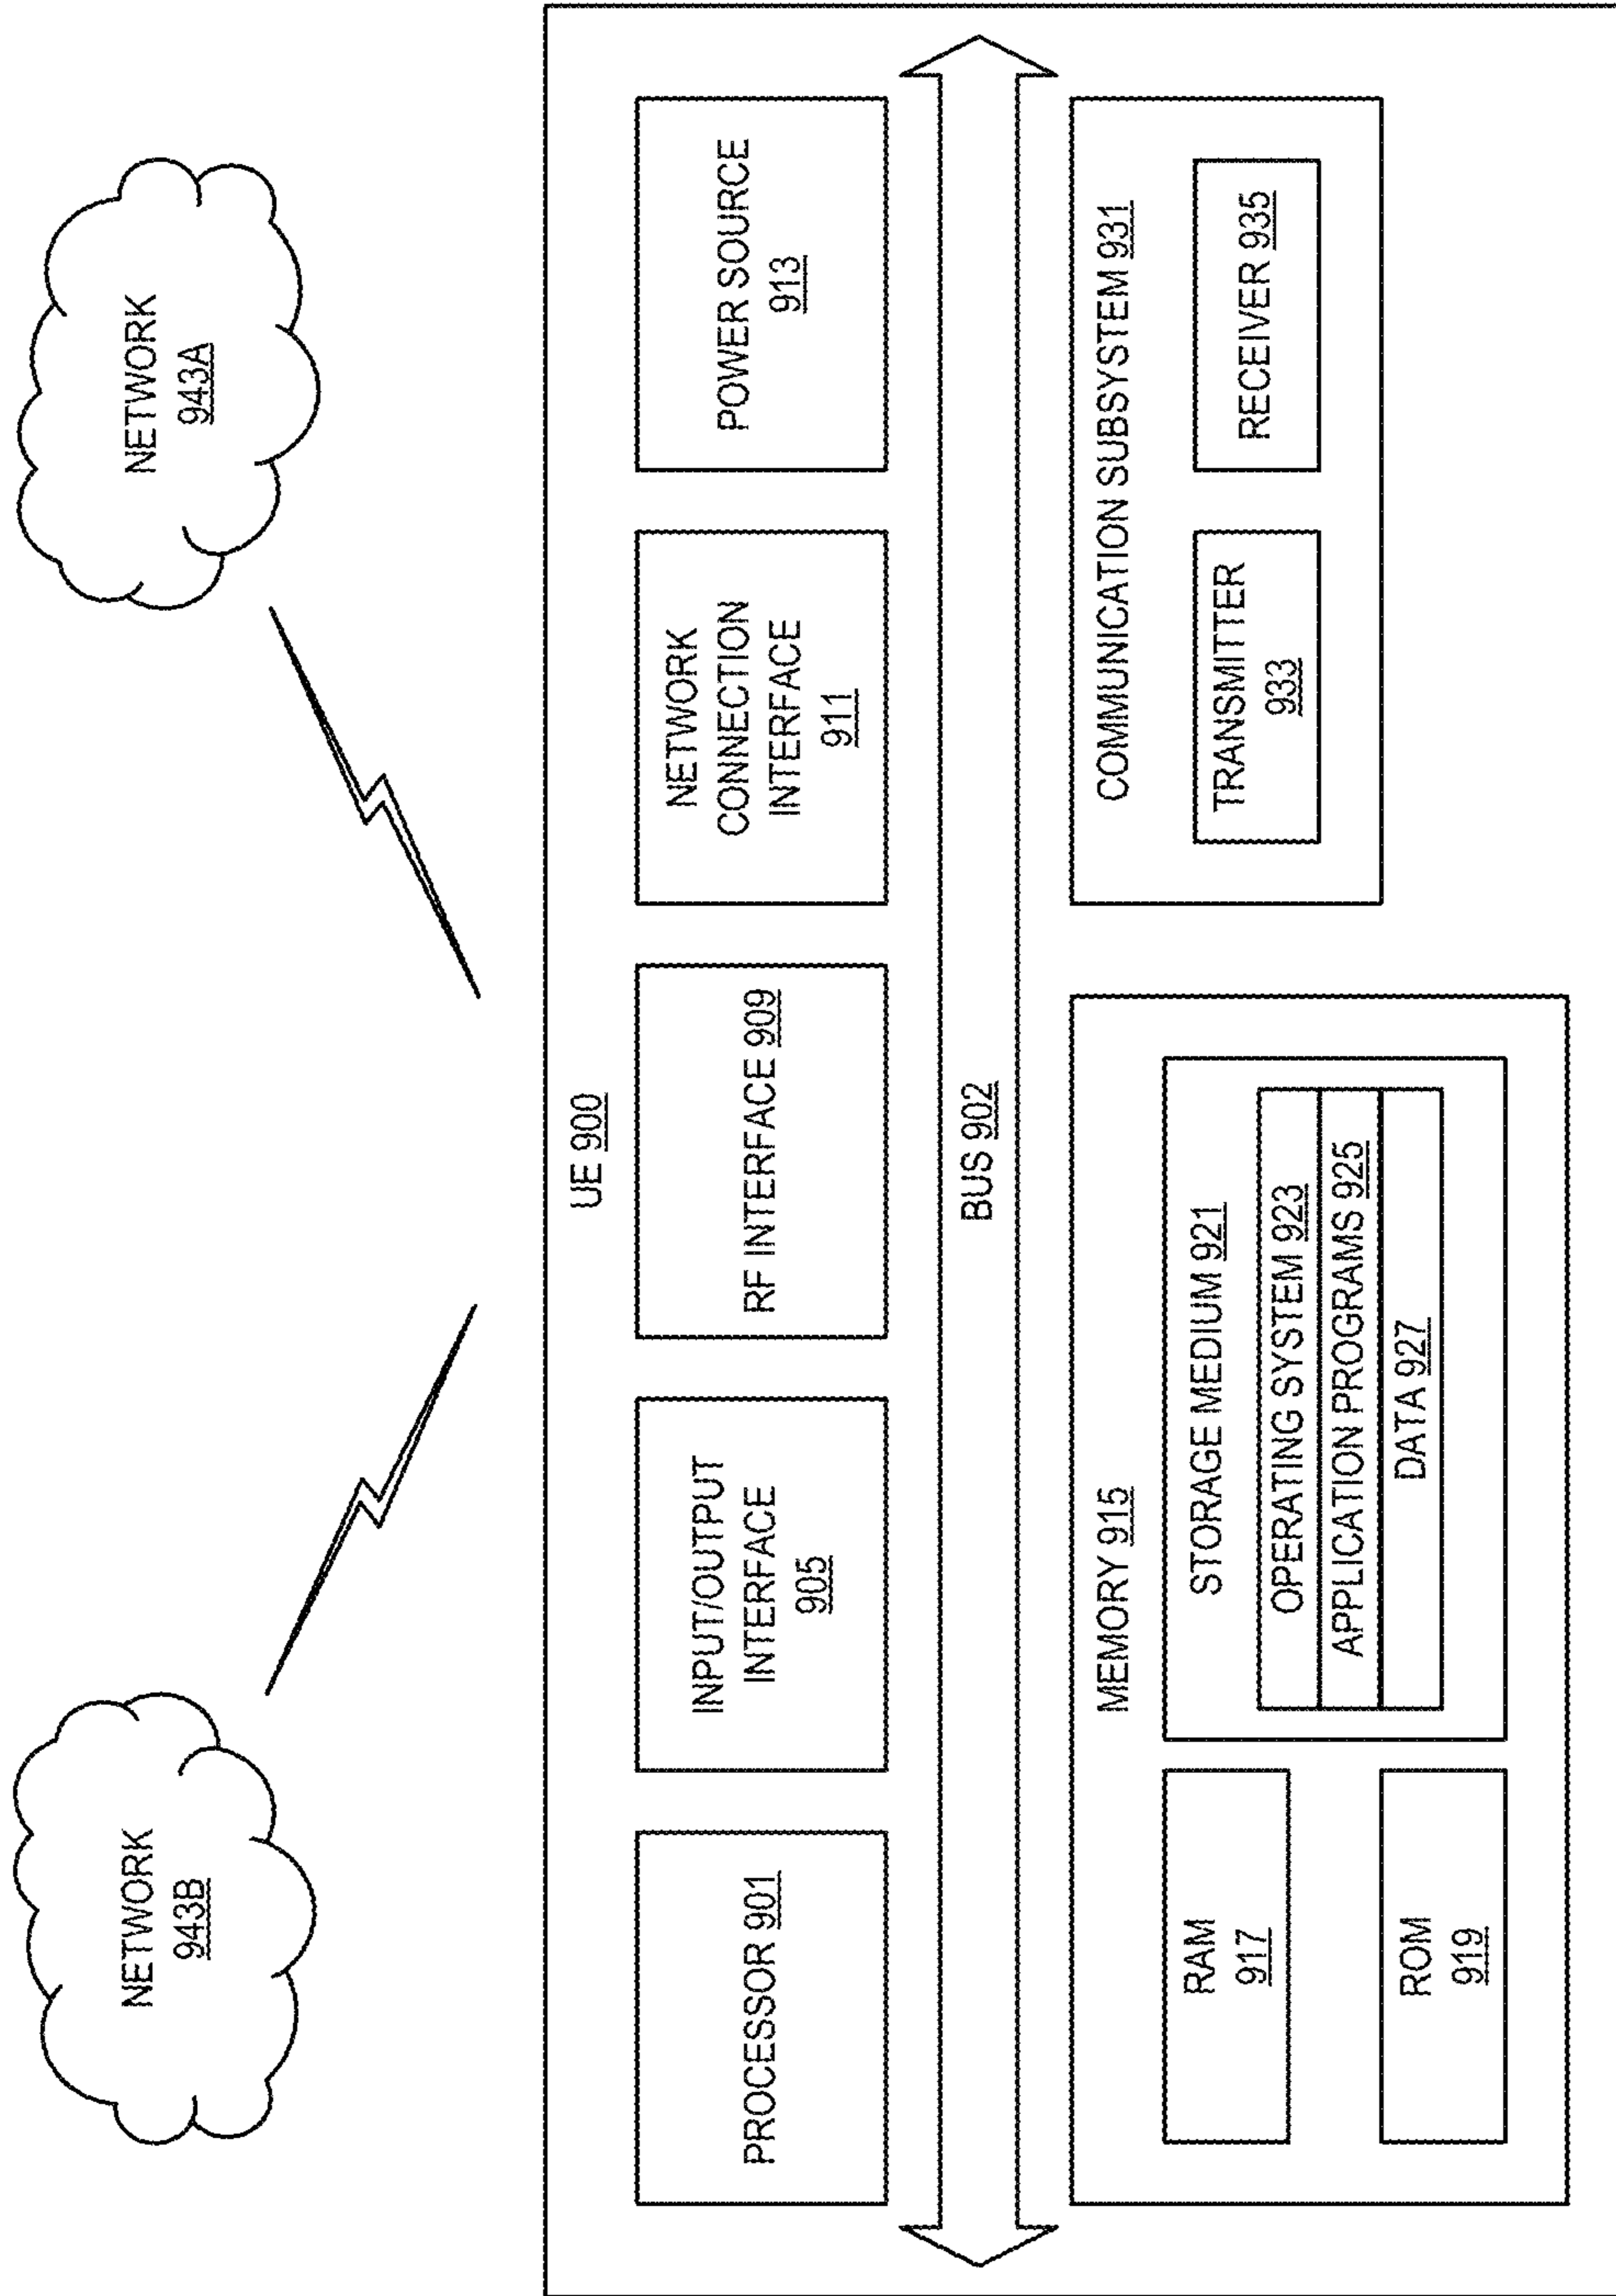 NETWORK
943B
NETWORK
943A
UE 900
PROCESSOR 901
INPUT/OUTPUT
INTERFACE
905
RF INTERFACE 909
NETWORK
CONNECTION
INTERFACE
911
POWER SOURCE
913
BUS 902
MEMORY 915
RAM
917
ROM
919
STORAGE MEDIUM 921
OPERATING SYSTEM 923
APPLICATION PROGRAMS 925
DATA 927
COMMUNICATION SUBSYSTEM 931
TRANSMITTER
933
RECEIVER 935